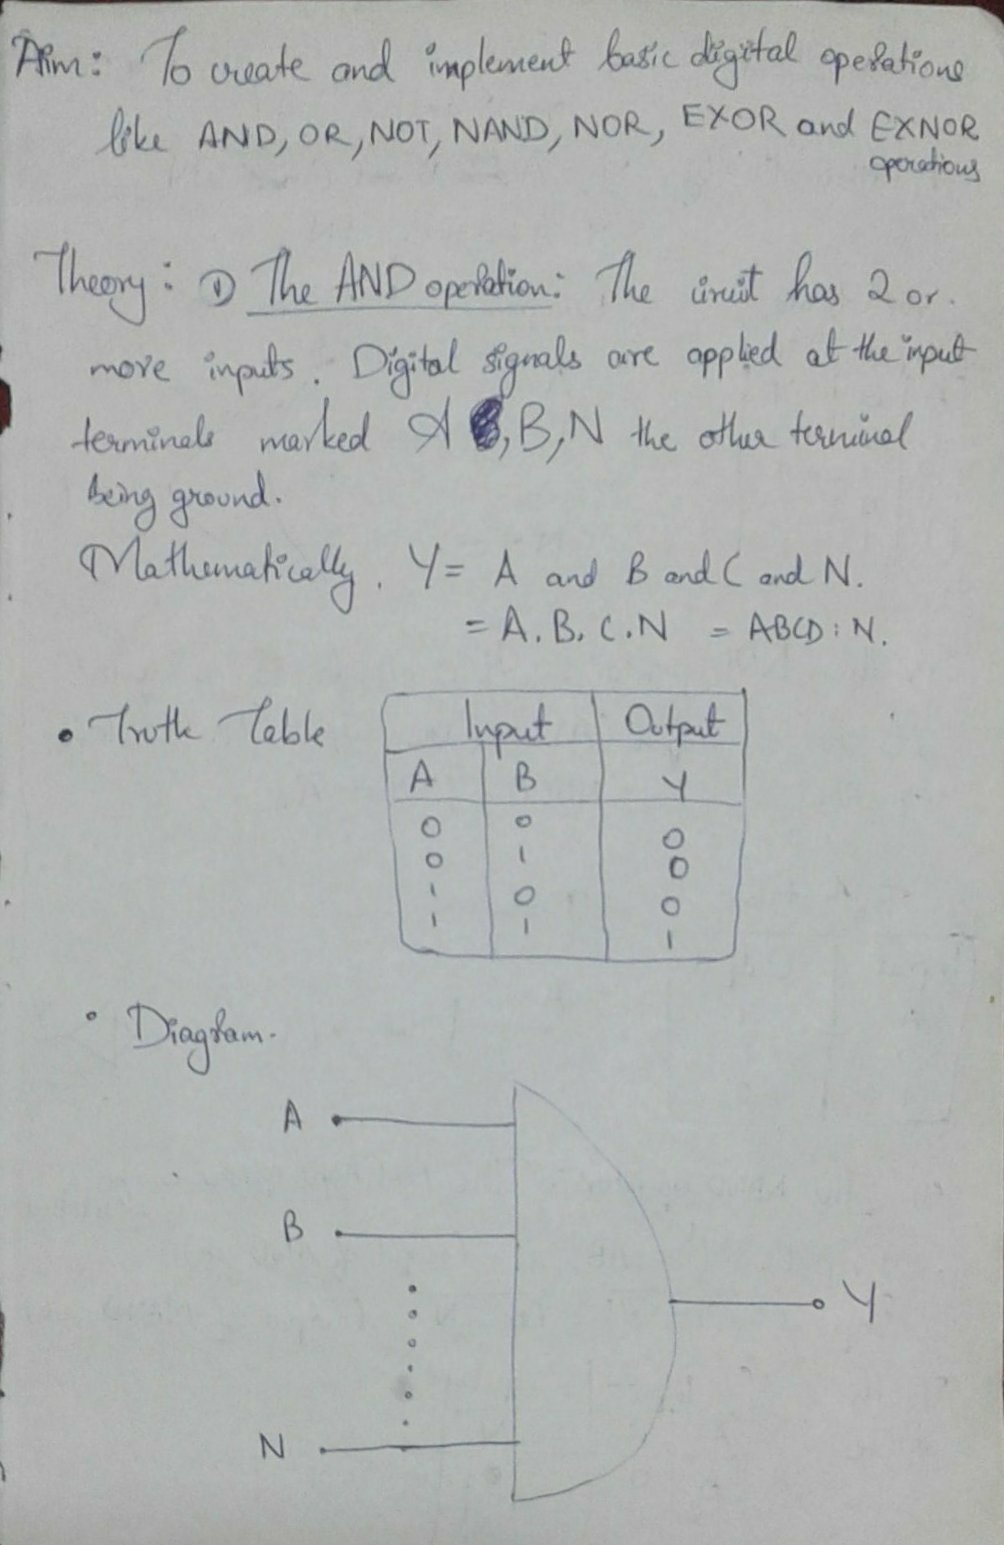 Aim: To create and implement basic digital operations
like AND, OR, NOT, NAND, NOR, EXOR and EXNOR
operations
Theory: ① The AND operation: The circuit has 2 or.
more inputs. Digital signals are applied at the input
terminals marked A , B, N the other terminal
being ground.
Mathematically. Y = A and B and C and N.
= A. B. C. N = ABCD : N.
• Truth Table
Input Output
A B Y
0 0 0
0 1 0
1 0 0
1 1 1
• Diagram.
A
B
Y
N